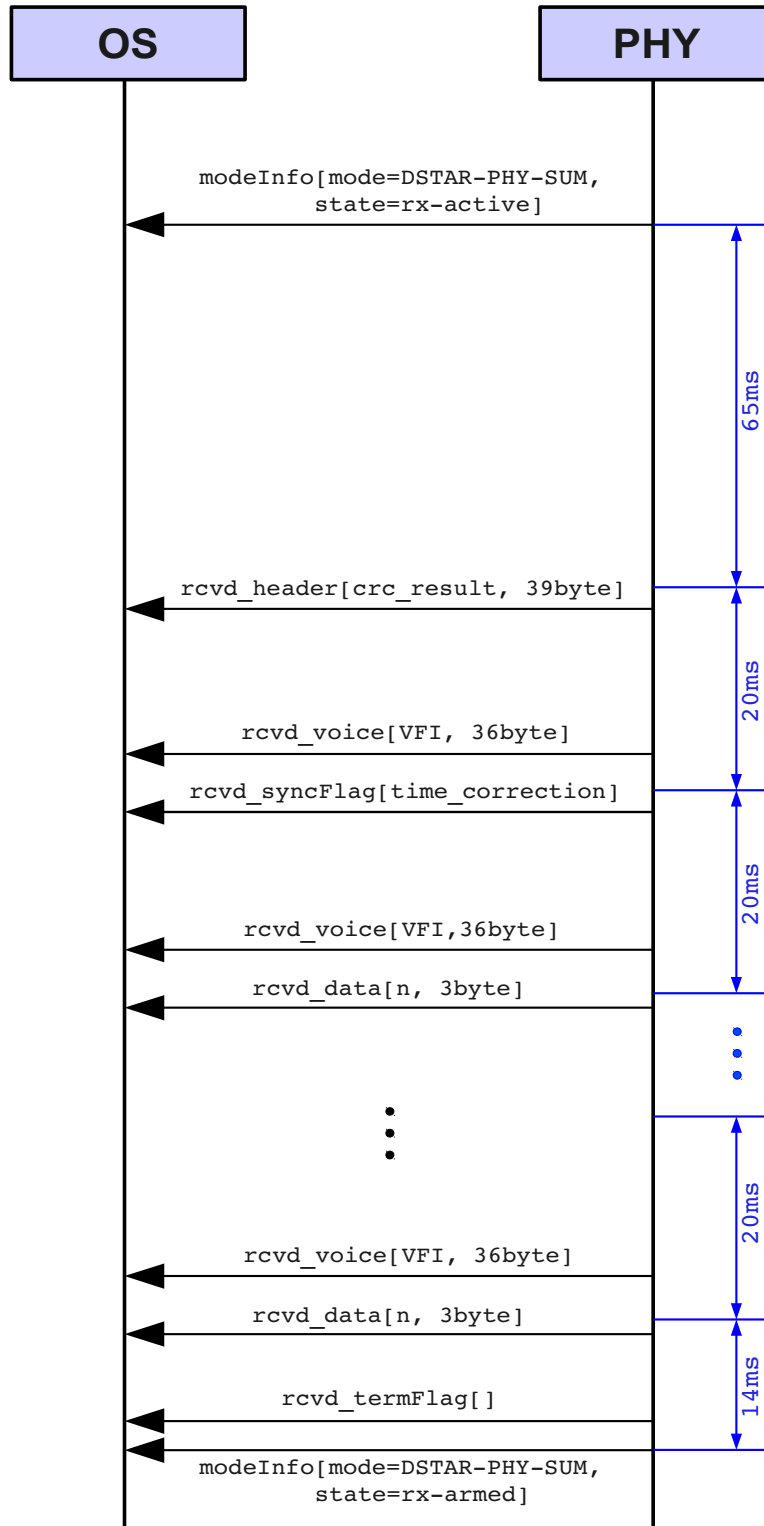 OS
PHY
modeInfo[mode=DSTAR-PHY-SUM,
state=rx-active]
65ms
rcvd_header[crc_result, 39byte]
20ms
rcvd_voice[VFI, 36byte]
rcvd_syncFlag[time_correction]
20ms
rcvd_voice[VFI,36byte]
rcvd_data[n, 3byte]
20ms
rcvd_voice[VFI, 36byte]
rcvd_data[n, 3byte]
14ms
rcvd_termFlag[]
modeInfo[mode=DSTAR-PHY-SUM,
state=rx-armed]